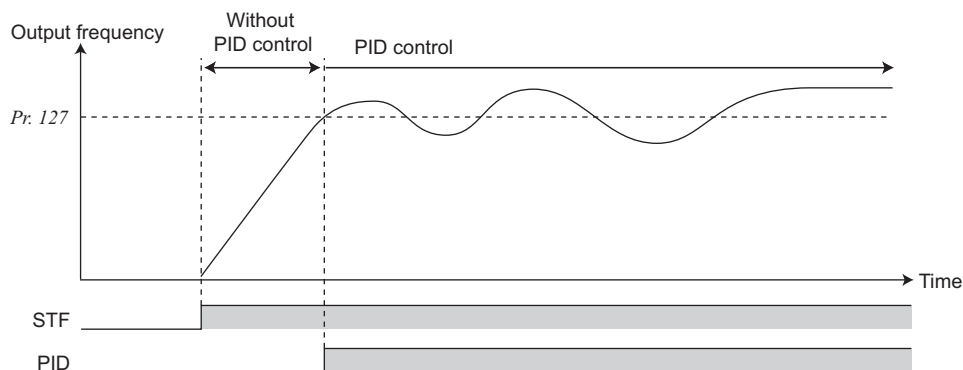 Without
PID control
Output frequency
PID control
Pr. 127
Time
STF
PID